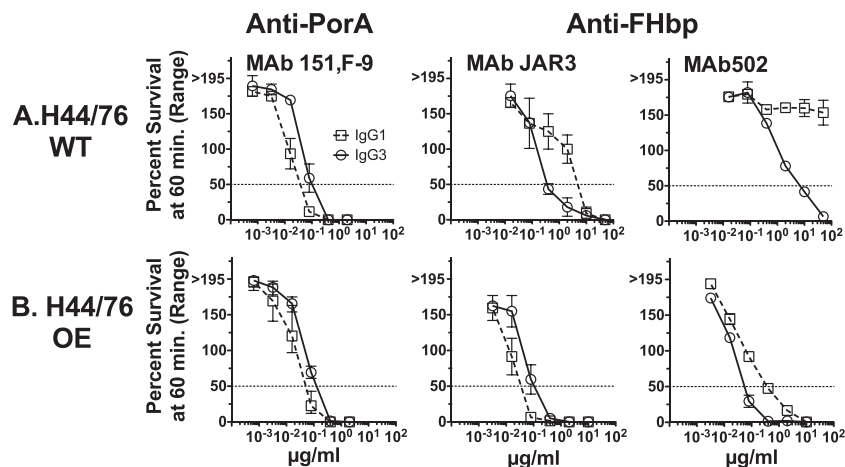 Anti-PorA Anti-FHbp
MAb 151,F-9 MAb JAR3 MAb502
A.H44/76
WT
Percent Survival
at 60 min. (Range)
>195 >195 >195
150 150 150
100 100 100
50 50 50
0 0 0
IgG1
IgG3
10⁻³ 10⁻² 10⁻¹ 10⁰ 10¹ 10² 10⁻³ 10⁻² 10⁻¹ 10⁰ 10¹ 10² 10⁻³ 10⁻² 10⁻¹ 10⁰ 10¹ 10²
B. H44/76
OE
Percent Survival
at 60 min. (Range)
>195 >195 >195
150 150 150
100 100 100
50 50 50
0 0 0
10⁻³ 10⁻² 10⁻¹ 10⁰ 10¹ 10² 10⁻³ 10⁻² 10⁻¹ 10⁰ 10¹ 10² 10⁻³ 10⁻² 10⁻¹ 10⁰ 10¹ 10²
µg/ml µg/ml µg/ml